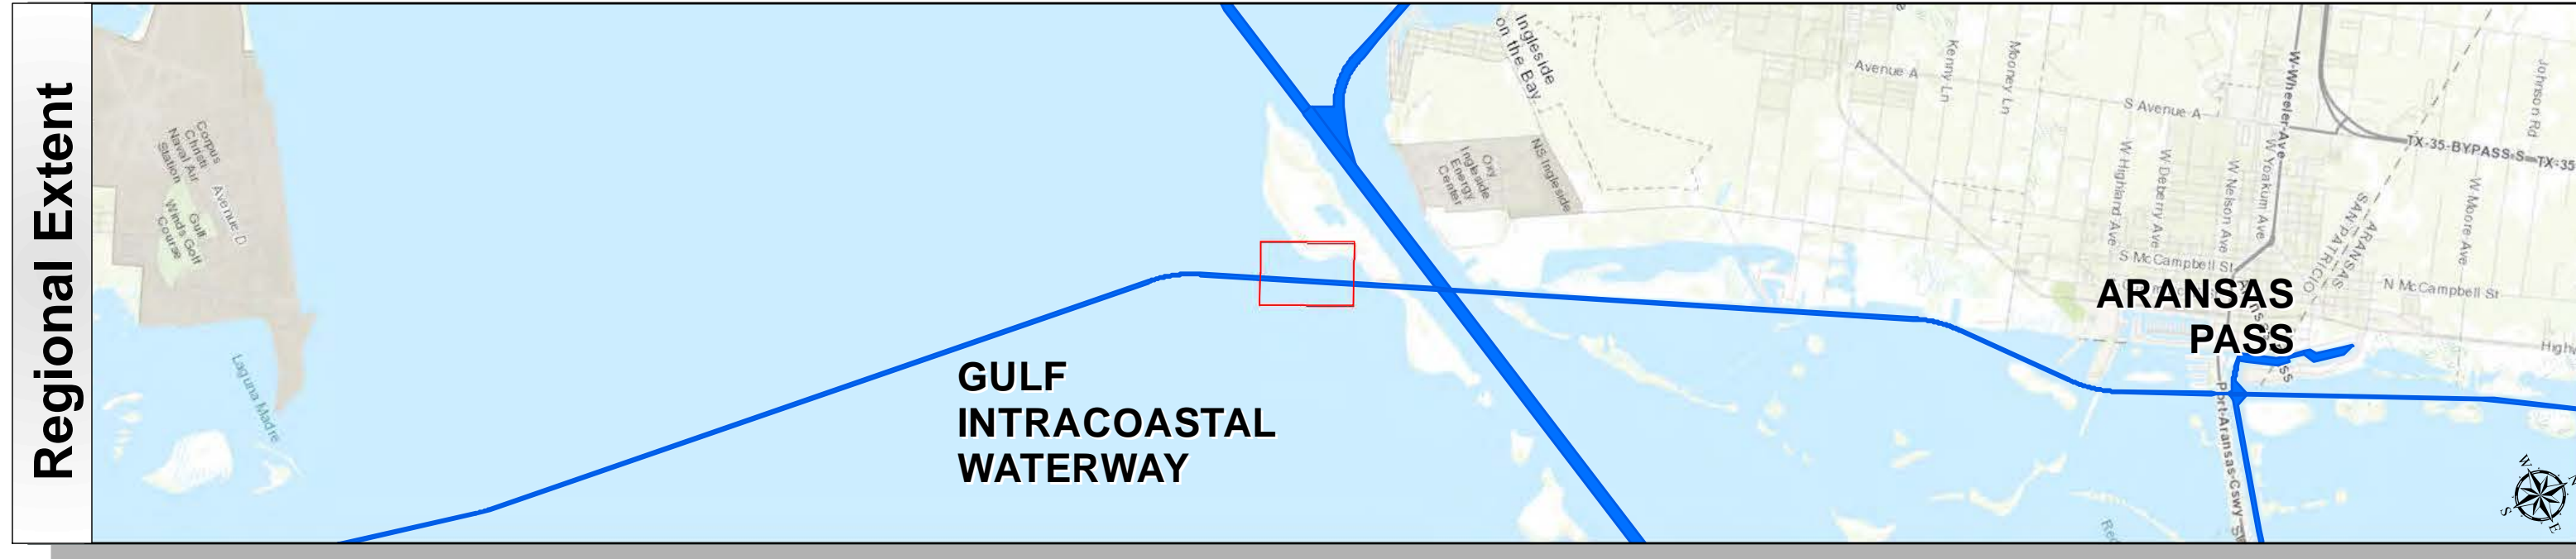 Regional Extent
Corpus
Christi
Naval Air
Station
Avenue D
Gulf
Winds Golf
Course
Laguna Madre
GULF
INTRACOASTAL
WATERWAY
Ingleside
on the Bay
Oxy
Ingleside
Energy
Center
NS Ingleside
Avenue A
Kenny Ln
Mooney Ln
S Avenue A
W Wheeler Ave
W Yoakum Ave
W Nelson Ave
W Deberry Ave
W Highland Ave
S McCampbell St
TX-35-BYPASS-S
TX-35
Johnson Rd
W Moore Ave
N McCampbell St
ARANSAS
SAN PATRICIO
ARANSAS
PASS
Port-Aransas-Cswy
W
S
E